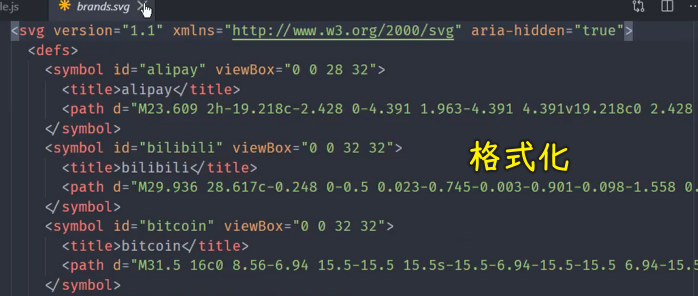 le.js brands.svg
<svg version="1.1" xmlns="http://www.w3.org/2000/svg" aria-hidden="true">
<defs>
<symbol id="alipay" viewBox="0 0 28 32">
<title>alipay</title>
<path d="M23.609 2h-19.218c-2.428 0-4.391 1.963-4.391 4.391v19.218c0 2.428
</symbol>
<symbol id="bilibili" viewBox="0 0 32 32">
<title>bilibili</title>
格式化
<path d="M29.936 28.617c-0.248 0-0.5 0.023-0.745-0.003-0.901-0.098-1.558 0.
</symbol>
<symbol id="bitcoin" viewBox="0 0 32 32">
<title>bitcoin</title>
<path d="M31.5 16c0 8.56-6.94 15.5-15.5 15.5s-15.5-6.94-15.5-15.5 6.94-15.5
</symbol>